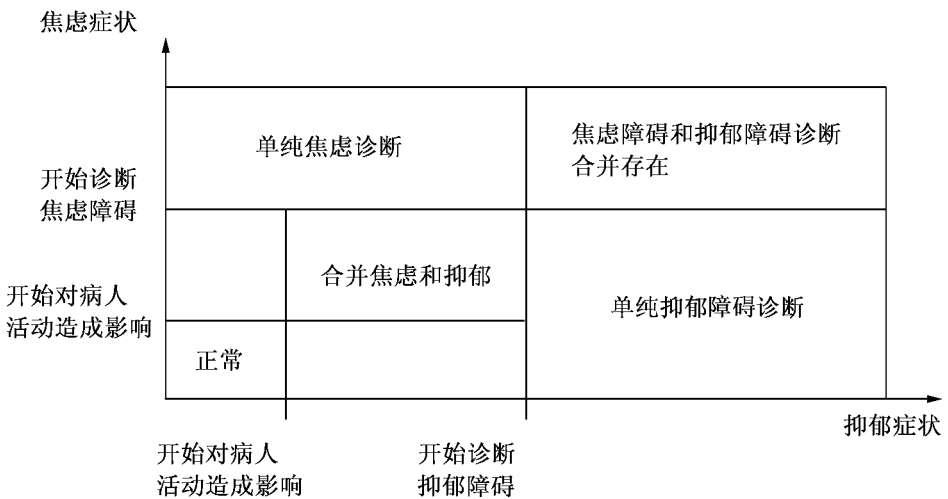 焦虑症状
单纯焦虑诊断
焦虑障碍和抑郁障碍诊断
合并存在
开始诊断
焦虑障碍
合并焦虑和抑郁
开始对病人
活动造成影响
单纯抑郁障碍诊断
正常
抑郁症状
开始对病人
活动造成影响
开始诊断
抑郁障碍